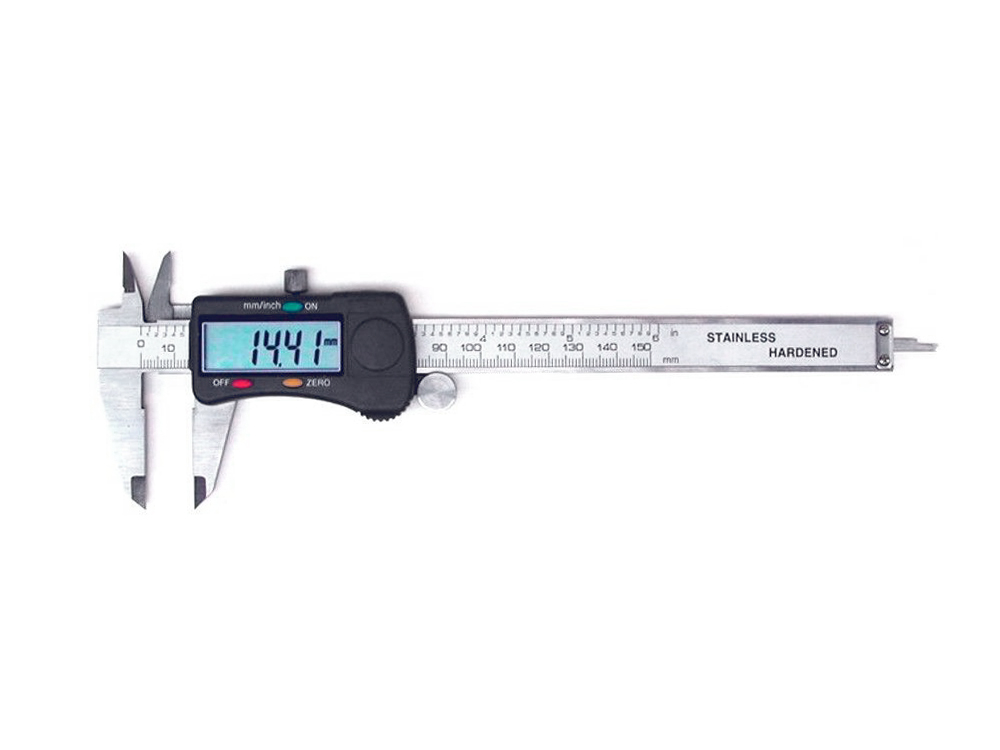 mm/inch ON
14.41 mm
OFF ZERO
0 10
4 5 6 in
90 100 110 120 130 140 150 mm
STAINLESS
HARDENED